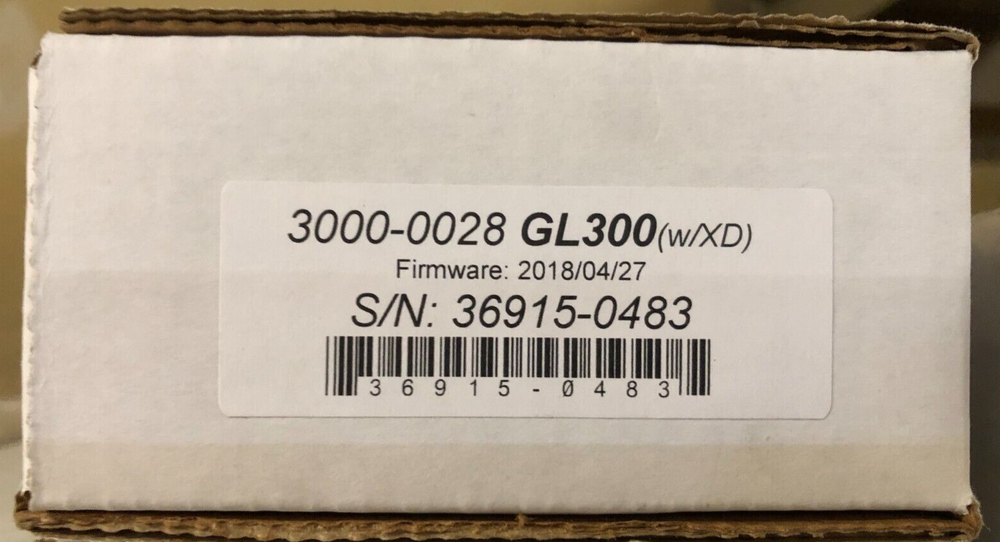 3000-0028 GL300(w/XD)
Firmware: 2018/04/27
S/N: 36915-0483
36915-0483